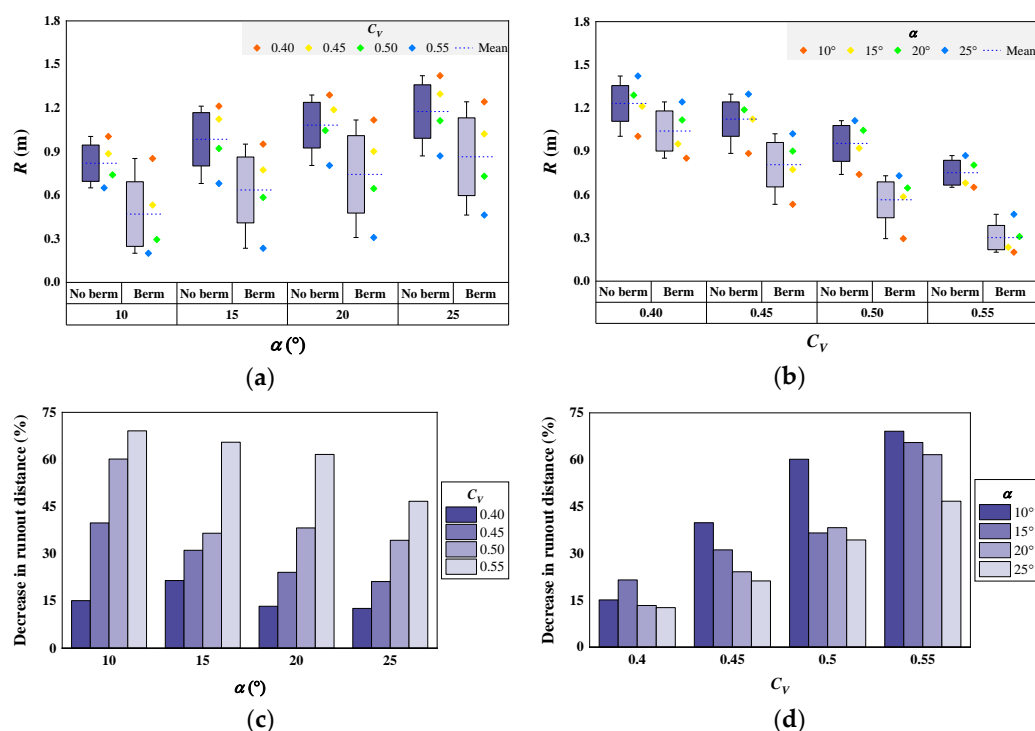 C_V
0.40 0.45 0.50 0.55 Mean
R (m)
1.8
1.5
1.2
0.9
0.6
0.3
0.0
No berm Berm No berm Berm No berm Berm No berm Berm
10 15 20 25
α (°)
(a)
α
10° 15° 20° 25° Mean
R (m)
1.8
1.5
1.2
0.9
0.6
0.3
0.0
No berm Berm No berm Berm No berm Berm No berm Berm
0.40 0.45 0.50 0.55
C_V
(b)
Decrease in runout distance (%)
75
60
45
30
15
0
10 15 20 25
α (°)
C_V
0.40
0.45
0.50
0.55
(c)
Decrease in runout distance (%)
75
60
45
30
15
0
0.4 0.45 0.5 0.55
C_V
α
10°
15°
20°
25°
(d)